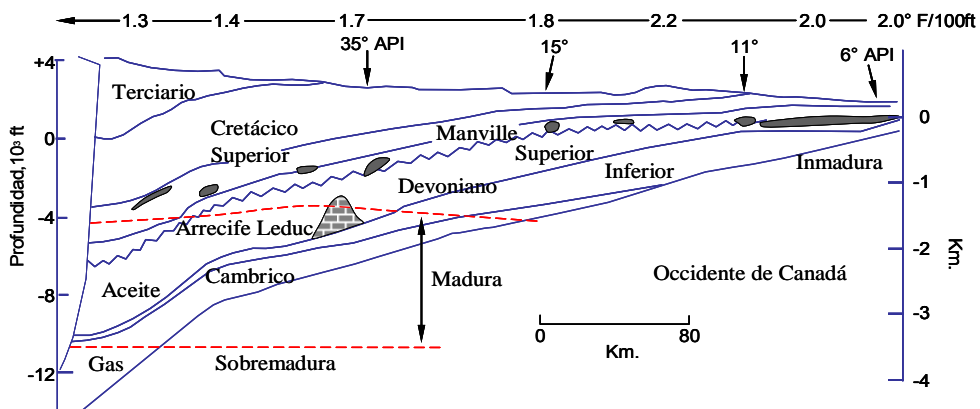 1.3 1.4 1.7 1.8 2.2 2.0 2.0° F/100ft
35° API 15° 11° 6° API
+4
0
-4
-8
-12
Profundidad, 10³ ft
Terciario
Cretácico
Superior
Manville
Superior
Inferior
Inmadura
Devoniano
Arrecife Leduc
Cambrico
Aceite
Madura
Occidente de Canadá
Gas
Sobremadura
0 80
Km.
0
-1
-2
-3
-4
Km.